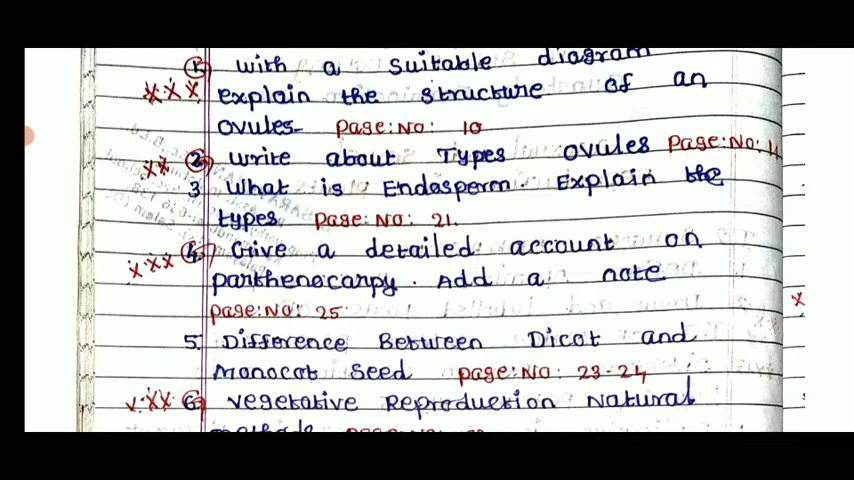 1. with a suitable diagram
xxx explain the structure of an
ovules- page:No: 10
xx 2. write about Types ovules page:No:
3 What is Endosperm. Explain the
types page:No: 21.
x.xx 4. Give a detailed account on
parthenocarpy. Add a note
page:No: 25.
5. Difference Between Dicot and
Monocot seed page:No: 23-24
x.xx 6. vegetative Reproduction Natural